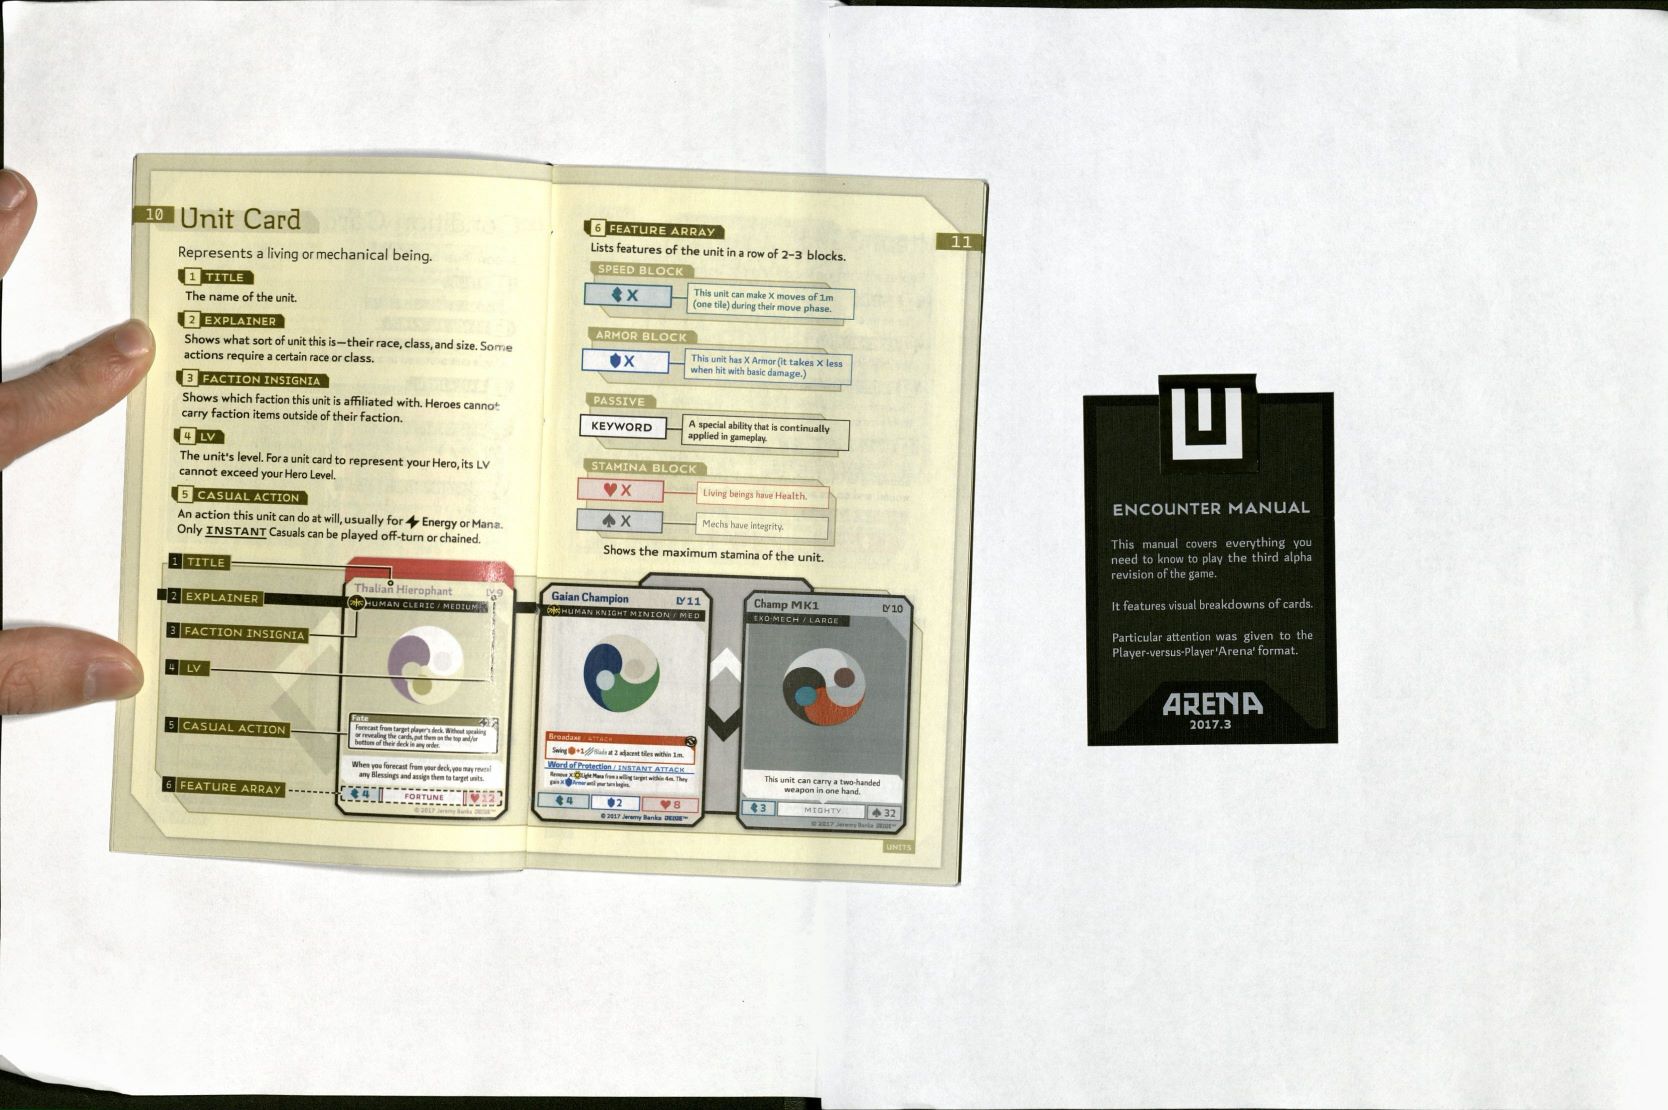 10 Unit Card
Represents a living or mechanical being.
1 TITLE
The name of the unit.
2 EXPLAINER
Shows what sort of unit this is—their race, class, and size. Some
actions require a certain race or class.
3 FACTION INSIGNIA
Shows which faction this unit is affiliated with. Heroes cannot
carry faction items outside of their faction.
4 LV
The unit's level. For a unit card to represent your Hero, its LV
cannot exceed your Hero Level.
5 CASUAL ACTION
An action this unit can do at will, usually for Energy or Mana.
Only INSTANT Casuals can be played off-turn or chained.
1 TITLE
2 EXPLAINER
3 FACTION INSIGNIA
4 LV
5 CASUAL ACTION
6 FEATURE ARRAY
Thalian Hierophant LV 9
HUMAN CLERIC / MEDIUM
Fate
Forecast from target player's deck. Without speaking
or revealing the cards, put them on the top and/or
bottom of their deck in any order.
When you forecast from your deck, you may reveal
any Blessings and assign them to target units.
4 FORTUNE 12
© 2017 Jeremy Banka
11
6 FEATURE ARRAY
Lists features of the unit in a row of 2–3 blocks.
SPEED BLOCK
X
This unit can make X moves of 1m
(one tile) during their move phase.
ARMOR BLOCK
X
This unit has X Armor (it takes X less
when hit with basic damage.)
PASSIVE
KEYWORD
A special ability that is continually
applied in gameplay.
STAMINA BLOCK
X
Living beings have Health.
X
Mechs have integrity.
Shows the maximum stamina of the unit.
Gaian Champion LV 11
HUMAN KNIGHT MINION / MED
Broadaxe / ATTACK
Swing +1 Blade at 2 adjacent tiles within 1m.
Word of Protection / INSTANT ATTACK
Remove X Light Mana from a willing target within 4m. They
gain X Armor until your turn begins.
4 2 8
© 2017 Jeremy Banka
Champ MK1 LV 10
EXO-MECH / LARGE
This unit can carry a two-handed
weapon in one hand.
3 MIGHTY 32
© 2017 Jeremy Banka
UNITS
ENCOUNTER MANUAL
This manual covers everything you
need to know to play the third alpha
revision of the game.
It features visual breakdowns of cards.
Particular attention was given to the
Player-versus-Player 'Arena' format.
ARENA
2017.3